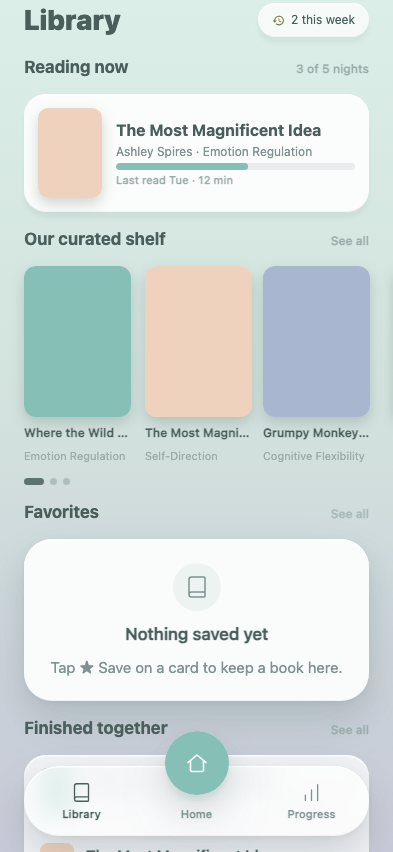 Library
2 this week
Reading now
3 of 5 nights
The Most Magnificent Idea
Ashley Spires · Emotion Regulation
Last read Tue · 12 min
Our curated shelf
See all
Where the Wild ...
The Most Magni...
Grumpy Monkey...
Emotion Regulation
Self-Direction
Cognitive Flexibility
Favorites
See all
Nothing saved yet
Tap ★ Save on a card to keep a book here.
Finished together
See all
Library
Home
Progress